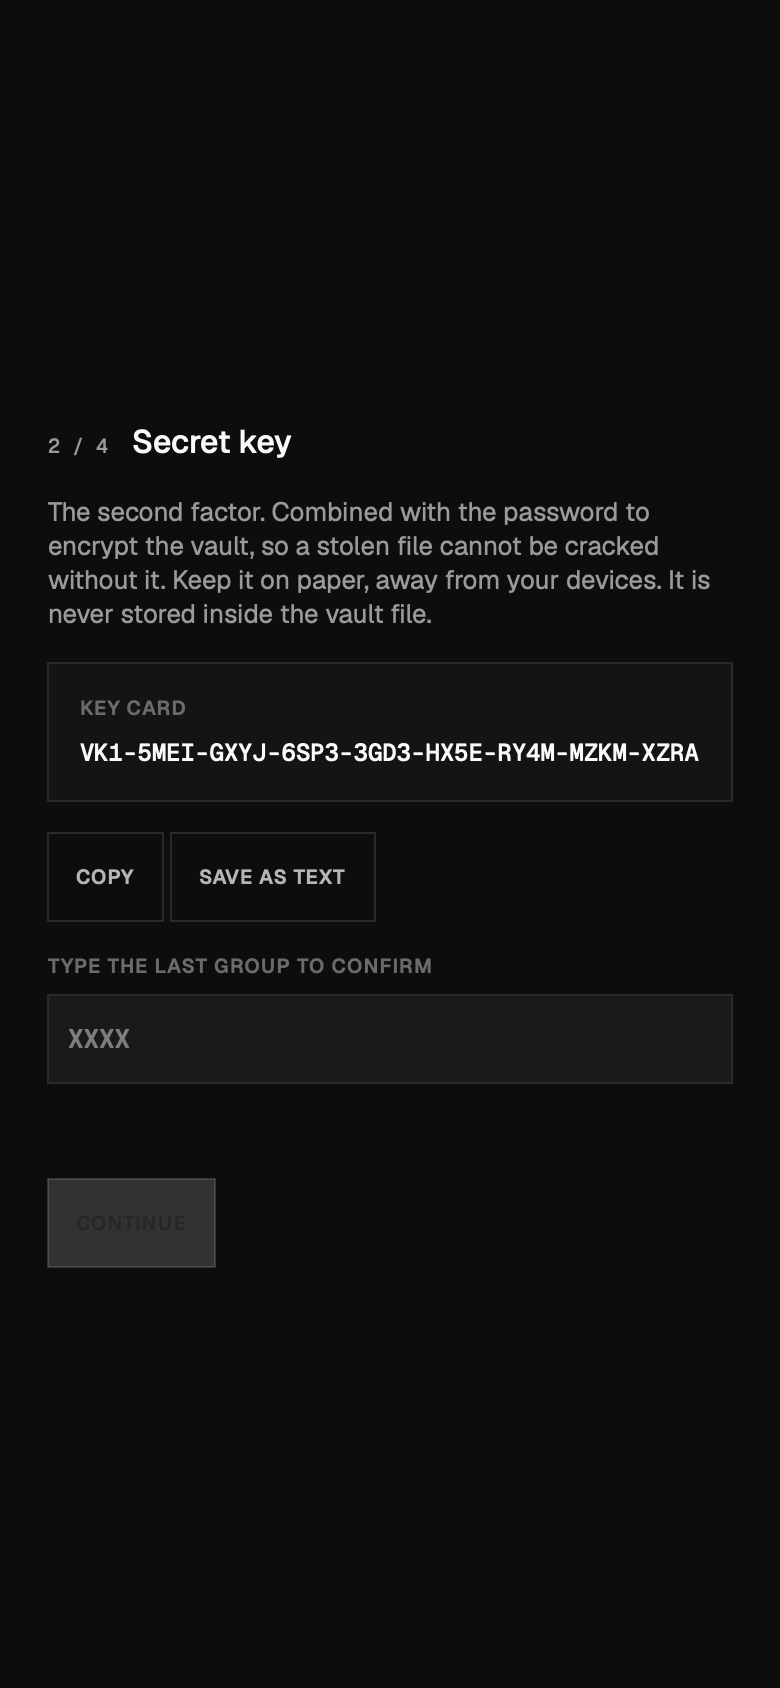 2 / 4 Secret key
The second factor. Combined with the password to
encrypt the vault, so a stolen file cannot be cracked
without it. Keep it on paper, away from your devices. It is
never stored inside the vault file.
KEY CARD
VK1-5MEI-GXYJ-6SP3-3GD3-HX5E-RY4M-MZKM-XZRA
COPY SAVE AS TEXT
TYPE THE LAST GROUP TO CONFIRM
XXXX
CONTINUE